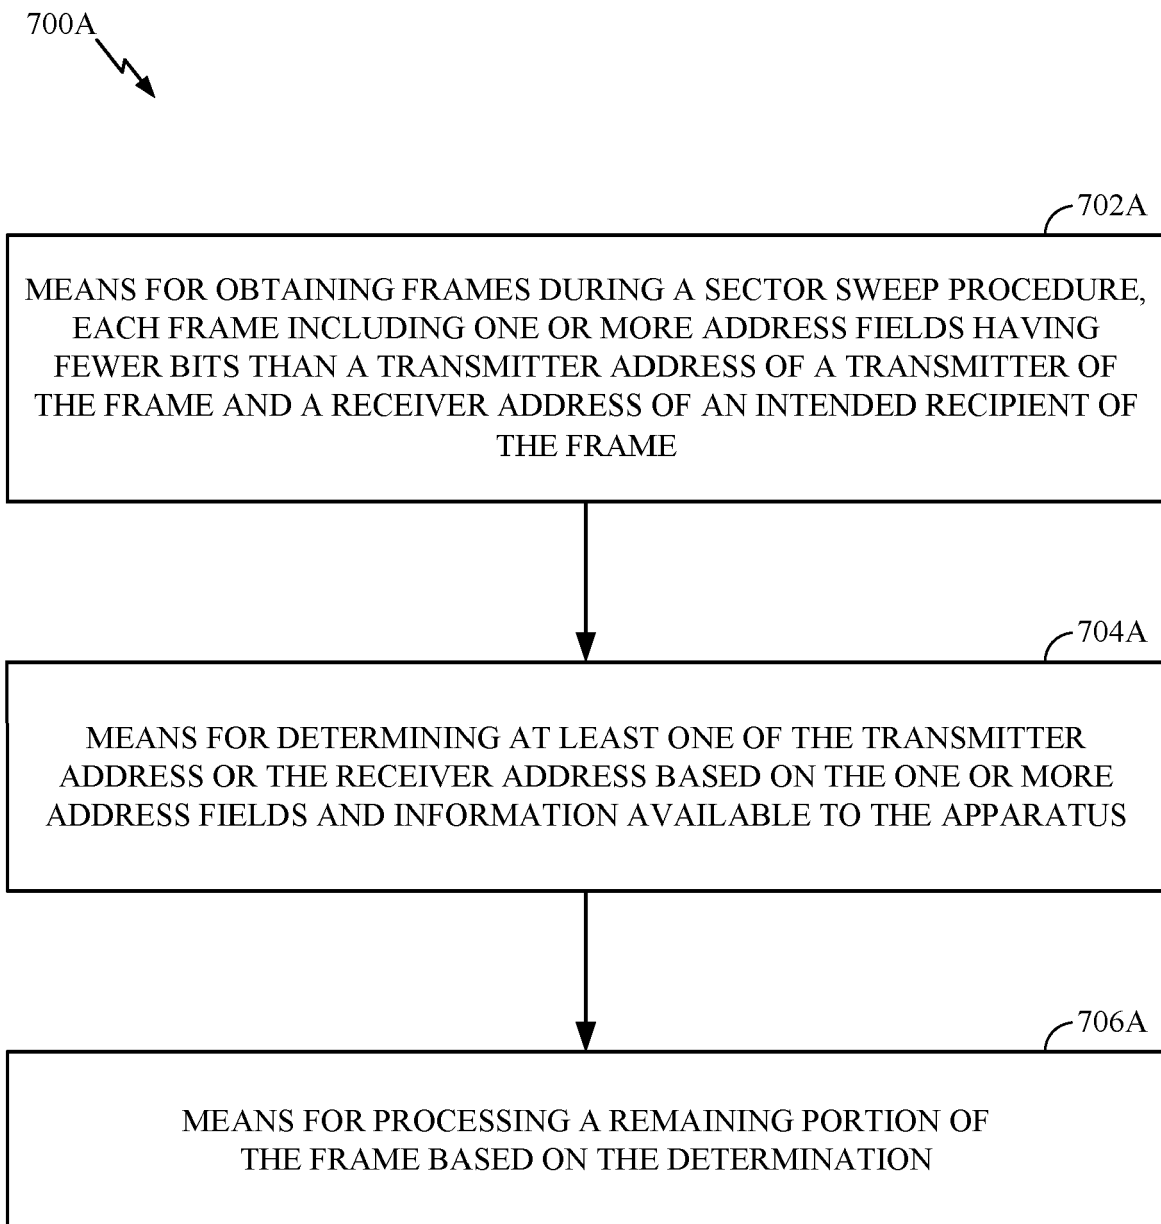 700A
702A
MEANS FOR OBTAINING FRAMES DURING A SECTOR SWEEP PROCEDURE,
EACH FRAME INCLUDING ONE OR MORE ADDRESS FIELDS HAVING
FEWER BITS THAN A TRANSMITTER ADDRESS OF A TRANSMITTER OF
THE FRAME AND A RECEIVER ADDRESS OF AN INTENDED RECIPIENT OF
THE FRAME
704A
MEANS FOR DETERMINING AT LEAST ONE OF THE TRANSMITTER
ADDRESS OR THE RECEIVER ADDRESS BASED ON THE ONE OR MORE
ADDRESS FIELDS AND INFORMATION AVAILABLE TO THE APPARATUS
706A
MEANS FOR PROCESSING A REMAINING PORTION OF
THE FRAME BASED ON THE DETERMINATION